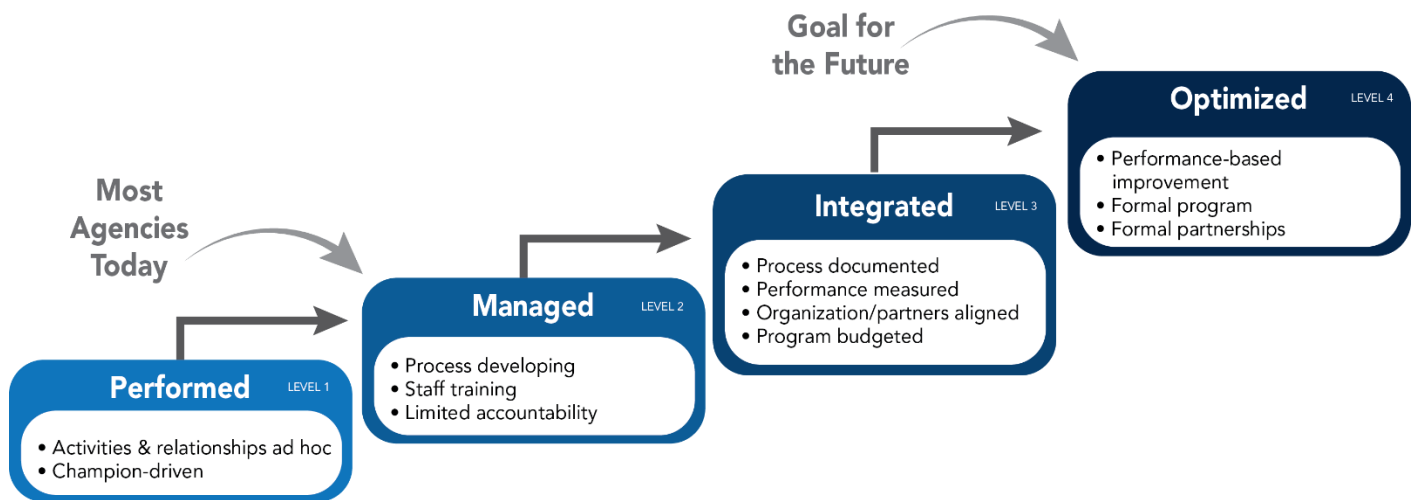 Goal for
the Future
Optimized
LEVEL 4
• Performance-based
improvement
• Formal program
• Formal partnerships
Most
Agencies
Today
Integrated
LEVEL 3
• Process documented
• Performance measured
• Organization/partners aligned
• Program budgeted
Managed
LEVEL 2
• Process developing
• Staff training
• Limited accountability
Performed
LEVEL 1
• Activities & relationships ad hoc
• Champion-driven